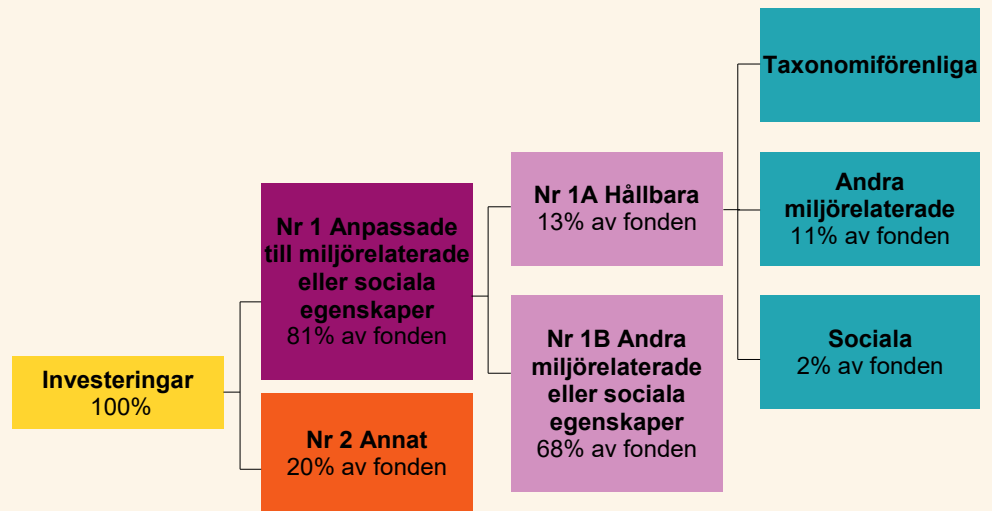 Investeringar
100%
Nr 1 Anpassade
till miljörelaterade
eller sociala
egenskaper
81% av fonden
Nr 2 Annat
20% av fonden
Nr 1A Hållbara
13% av fonden
Nr 1B Andra
miljörelaterade
eller sociala
egenskaper
68% av fonden
Taxonomiförenliga
Andra
miljörelaterade
11% av fonden
Sociala
2% av fonden